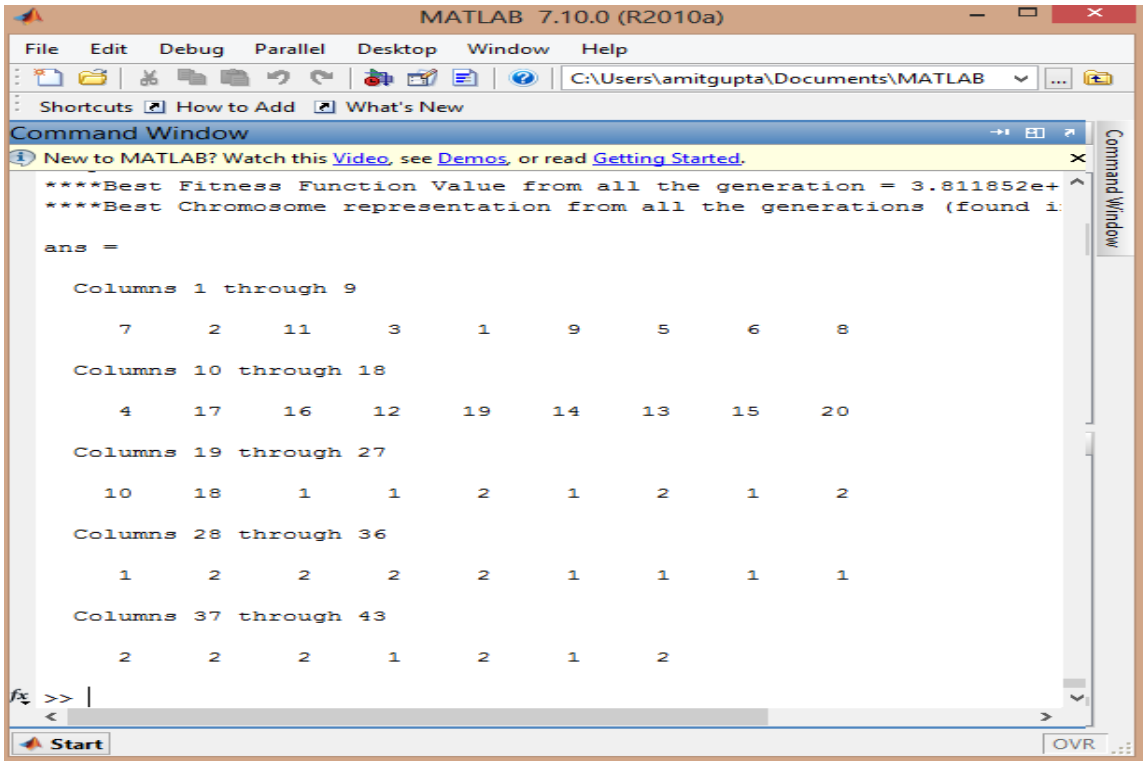 MATLAB 7.10.0 (R2010a)
File Edit Debug Parallel Desktop Window Help
C:\Users\amitgupta\Documents\MATLAB
Shortcuts How to Add What's New
Command Window
New to MATLAB? Watch this Video, see Demos, or read Getting Started.
****Best Fitness Function Value from all the generation = 3.811852e+
****Best Chromosome representation from all the generations (found i
ans =
Columns 1 through 9
7 2 11 3 1 9 5 6 8
Columns 10 through 18
4 17 16 12 19 14 13 15 20
Columns 19 through 27
10 18 1 1 2 1 2 1 2
Columns 28 through 36
1 2 2 2 2 1 1 1 1
Columns 37 through 43
2 2 2 1 2 1 2
fx >>
Start
OVR
Command Window